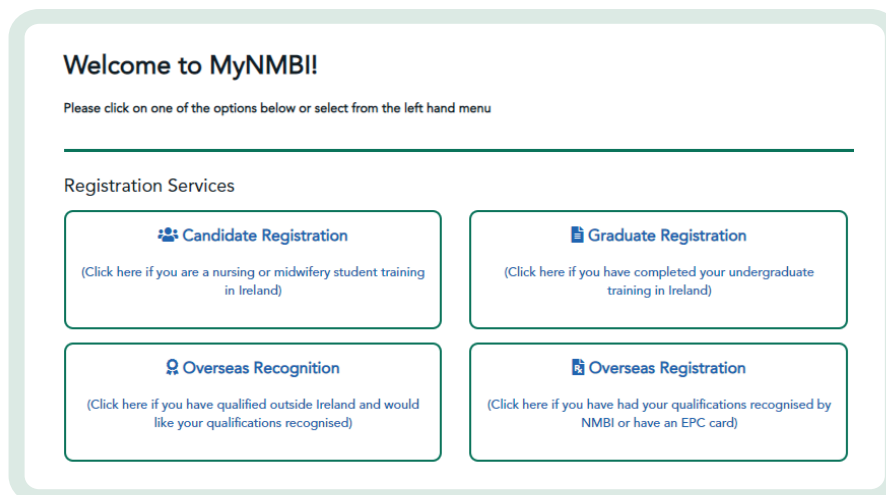 Welcome to MyNMBI!
Please click on one of the options below or select from the left hand menu
Registration Services
Candidate Registration
(Click here if you are a nursing or midwifery student training
in Ireland)
Graduate Registration
(Click here if you have completed your undergraduate
training in Ireland)
Overseas Recognition
(Click here if you have qualified outside Ireland and would
like your qualifications recognised)
Overseas Registration
(Click here if you have had your qualifications recognised by
NMBI or have an EPC card)